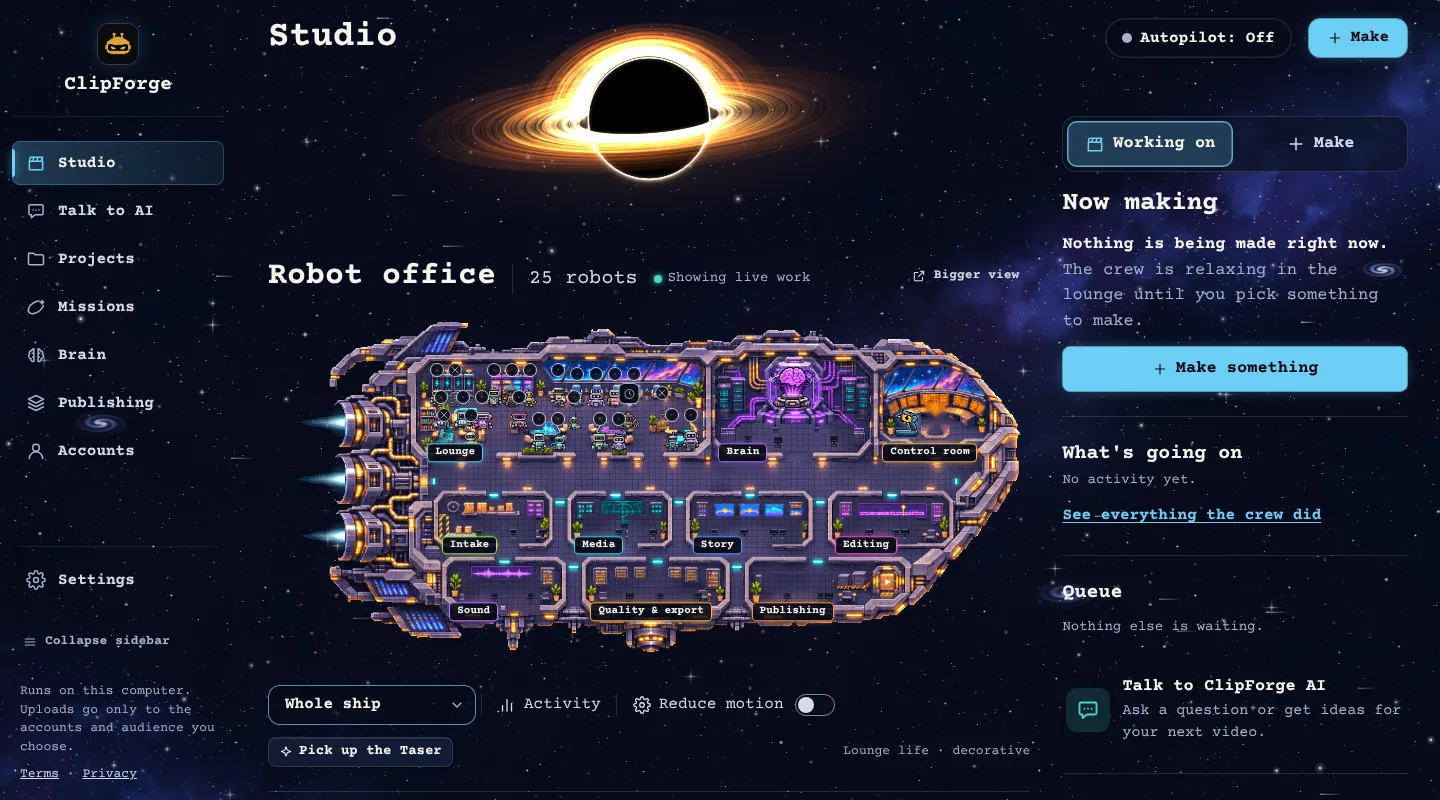 ClipForge
Studio
Talk to AI
Projects
Missions
Brain
Publishing
Accounts
Settings
Collapse sidebar
Runs on this computer.
Uploads go only to the
accounts and audience you
choose.
Terms · Privacy
Studio
Autopilot: Off
+ Make
Robot office
25 robots
Showing live work
Bigger view
Lounge
Brain
Control room
Intake
Media
Story
Editing
Sound
Quality & export
Publishing
Whole ship
Activity
Reduce motion
Pick up the Taser
Lounge life · decorative
Working on
+ Make
Now making
Nothing is being made right now.
The crew is relaxing in the
lounge until you pick something
to make.
+ Make something
What's going on
No activity yet.
See everything the crew did
Queue
Nothing else is waiting.
Talk to ClipForge AI
Ask a question or get ideas for
your next video.